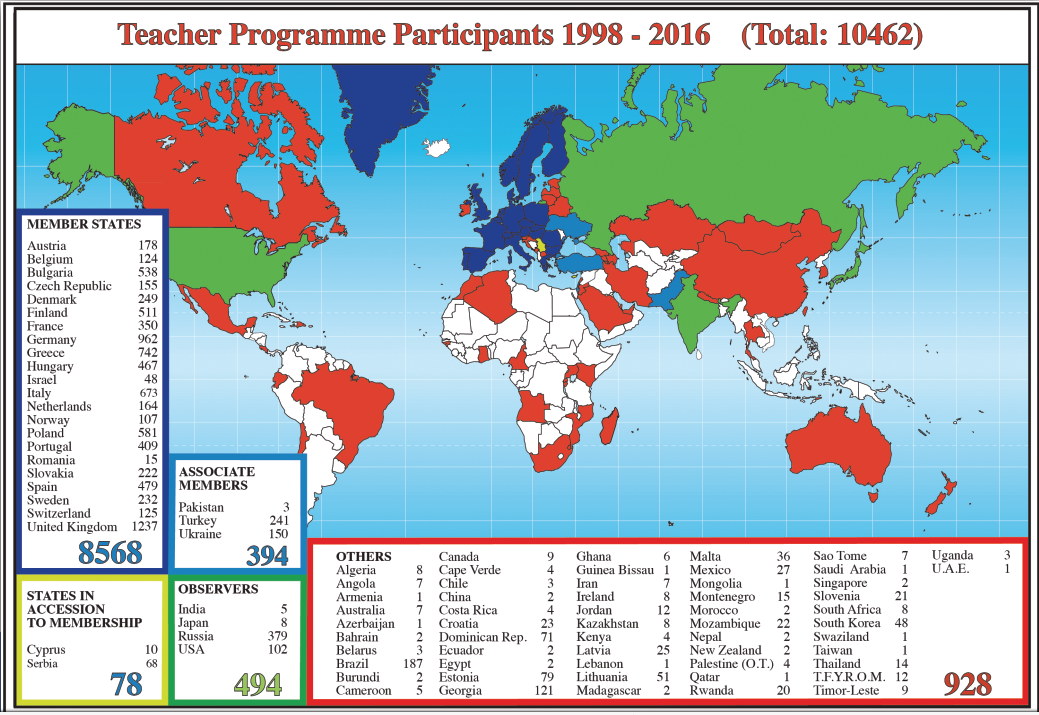 Teacher Programme Participants 1998 - 2016 (Total: 10462)
MEMBER STATES
Austria 178
Belgium 124
Bulgaria 538
Czech Republic 155
Denmark 249
Finland 511
France 350
Germany 962
Greece 742
Hungary 467
Israel 48
Italy 673
Netherlands 164
Norway 107
Poland 581
Portugal 409
Romania 15
Slovakia 222
Spain 479
Sweden 232
Switzerland 125
United Kingdom 1237
8568
ASSOCIATE
MEMBERS
Pakistan 3
Turkey 241
Ukraine 150
394
STATES IN
ACCESSION
TO MEMBERSHIP
Cyprus 10
Serbia 68
78
OBSERVERS
India 5
Japan 8
Russia 379
USA 102
494
OTHERS
Algeria 8
Angola 7
Armenia 1
Australia 7
Azerbaijan 1
Bahrain 2
Belarus 3
Brazil 187
Burundi 2
Cameroon 5
Canada 9
Cape Verde 4
Chile 3
China 2
Costa Rica 4
Croatia 23
Dominican Rep. 71
Ecuador 2
Egypt 2
Estonia 79
Georgia 121
Ghana 6
Guinea Bissau 1
Iran 7
Ireland 8
Jordan 12
Kazakhstan 8
Kenya 4
Latvia 25
Lebanon 1
Lithuania 51
Madagascar 2
Malta 36
Mexico 27
Mongolia 1
Montenegro 15
Morocco 2
Mozambique 22
Nepal 2
New Zealand 2
Palestine (O.T.) 4
Qatar 1
Rwanda 20
Sao Tome 7
Saudi Arabia 1
Singapore 2
Slovenia 21
South Africa 8
South Korea 48
Swaziland 1
Taiwan 1
Thailand 14
T.F.Y.R.O.M. 12
Timor-Leste 9
Uganda 3
U.A.E. 1
928